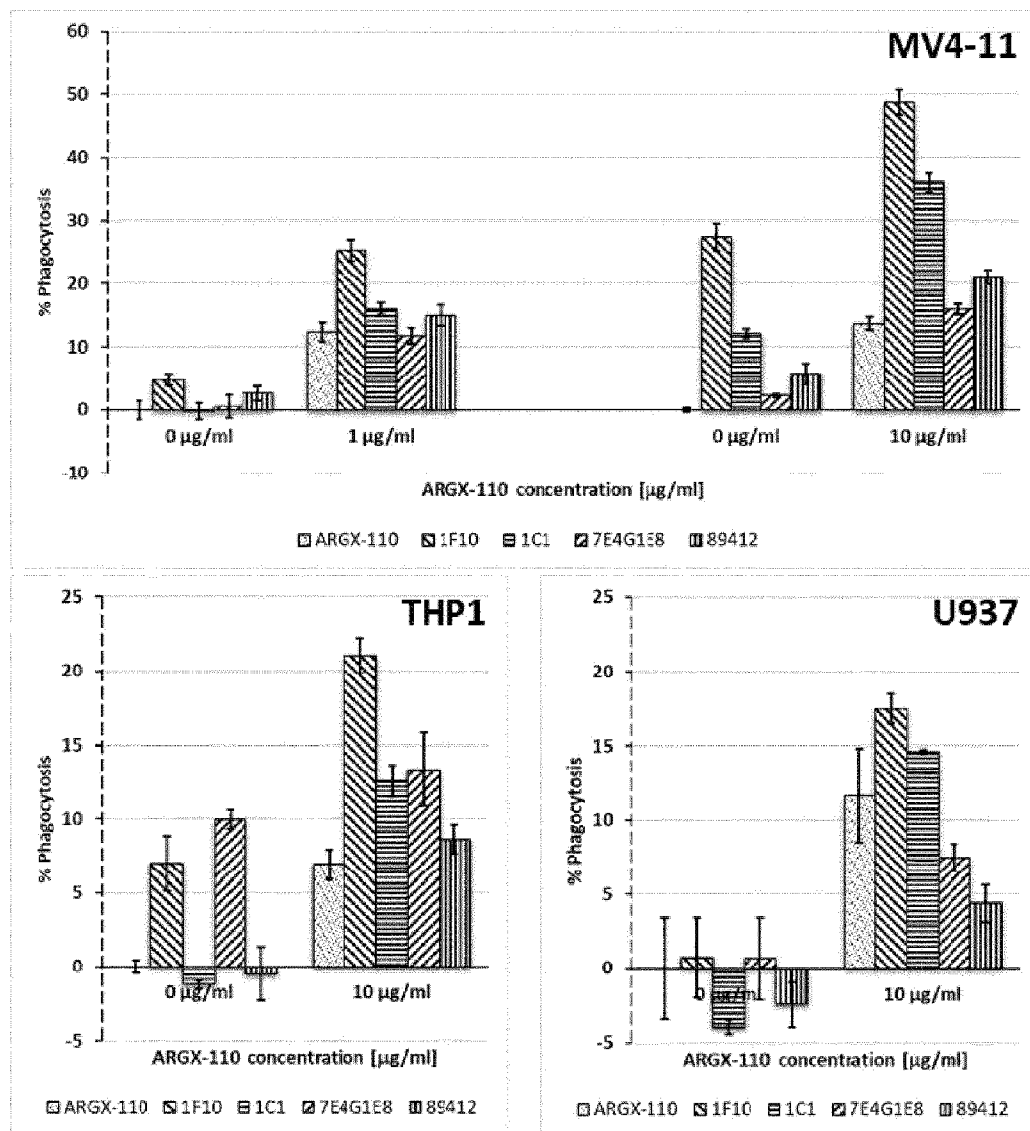 MV4-11
60
50
40
30
20
10
0
-10
% Phagocytosis
0 µg/ml 1 µg/ml 0 µg/ml 10 µg/ml
ARGX-110 concentration [µg/ml]
ARGX-110 1F10 1C1 7E4G1E8 89412
THP1
25
20
15
10
5
0
-5
% Phagocytosis
0 µg/ml 10 µg/ml
ARGX-110 concentration [µg/ml]
ARGX-110 1F10 1C1 7E4G1E8 89412
U937
25
20
15
10
5
0
-5
% Phagocytosis
0 µg/ml 10 µg/ml
ARGX-110 concentration [µg/ml]
ARGX-110 1F10 1C1 7E4G1E8 89412